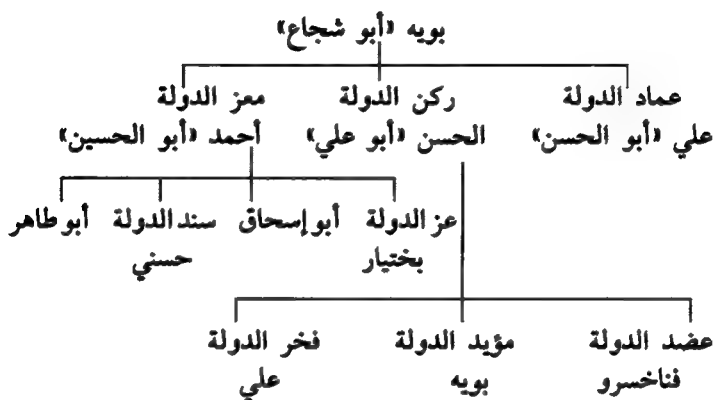 بويه «أبو شجاع»
عماد الدولة ركن الدولة معز الدولة
علي «أبو الحسن» الحسن «أبو علي» أحمد «أبو الحسين»
عز الدولة أبو إسحاق سند الدولة أبو طاهر
بختيار حسني
عضد الدولة مؤيد الدولة فخر الدولة
فناخسرو بويه علي